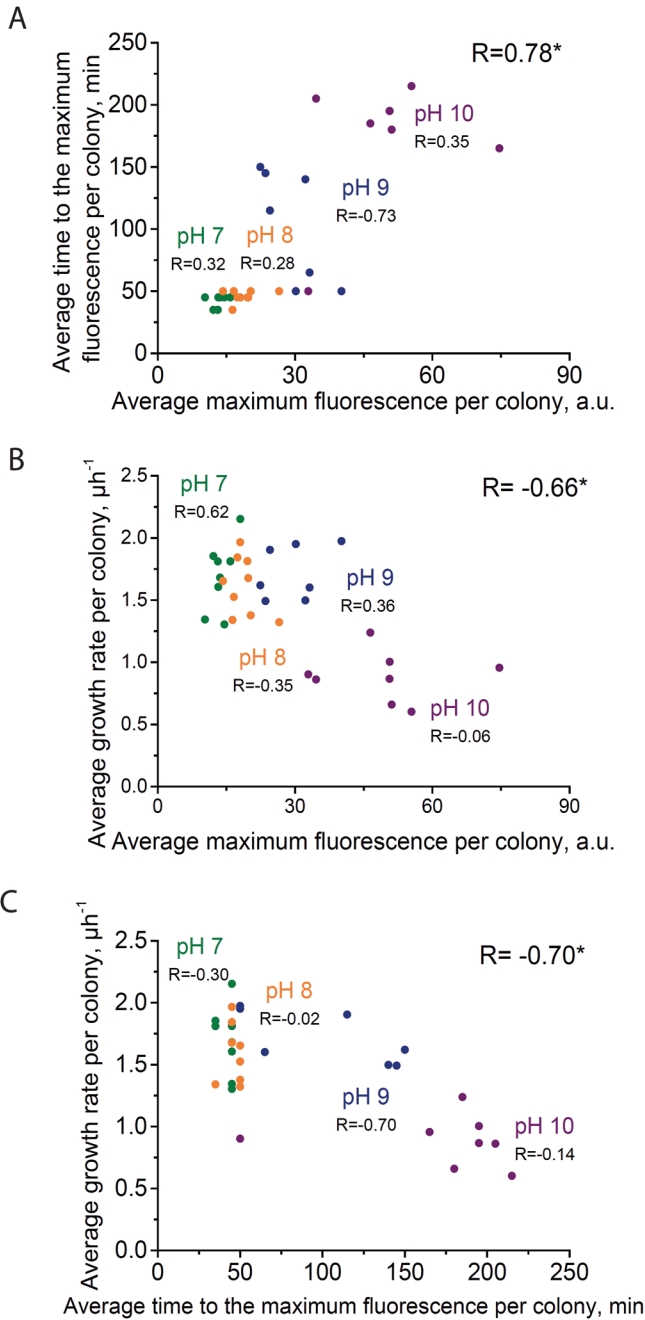 A
R=0.78*
Average time to the maximum
fluorescence per colony, min
250
200
150
100
50
0
pH 10
R=0.35
pH 9
R=-0.73
pH 7
R=0.32
pH 8
R=0.28
0
30
60
90
Average maximum fluorescence per colony, a.u.
B
R= -0.66*
Average growth rate per colony, µh-1
2.5
2.0
1.5
1.0
0.5
0.0
pH 7
R=0.62
pH 9
R=0.36
pH 8
R=-0.35
pH 10
R=-0.06
0
30
60
90
Average maximum fluorescence per colony, a.u.
C
R= -0.70*
Average growth rate per colony, µh-1
2.5
2.0
1.5
1.0
0.5
0.0
pH 7
R=-0.30
pH 8
R=-0.02
pH 9
R=-0.70
pH 10
R=-0.14
0
50
100
150
200
250
Average time to the maximum fluorescence per colony, min